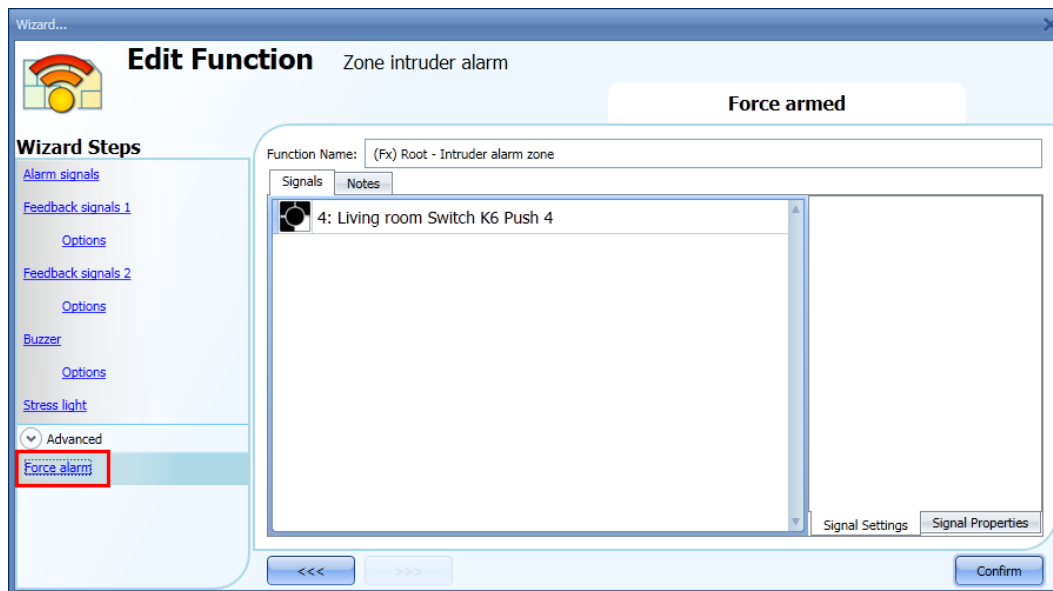 Wizard...
Edit Function Zone intruder alarm
Force armed
Wizard Steps
Alarm signals
Feedback signals 1
Options
Feedback signals 2
Options
Buzzer
Options
Stress light
Advanced
Force alarm
Function Name: (Fx) Root - Intruder alarm zone
Signals Notes
4: Living room Switch K6 Push 4
Signal Settings Signal Properties
<<< >>> Confirm